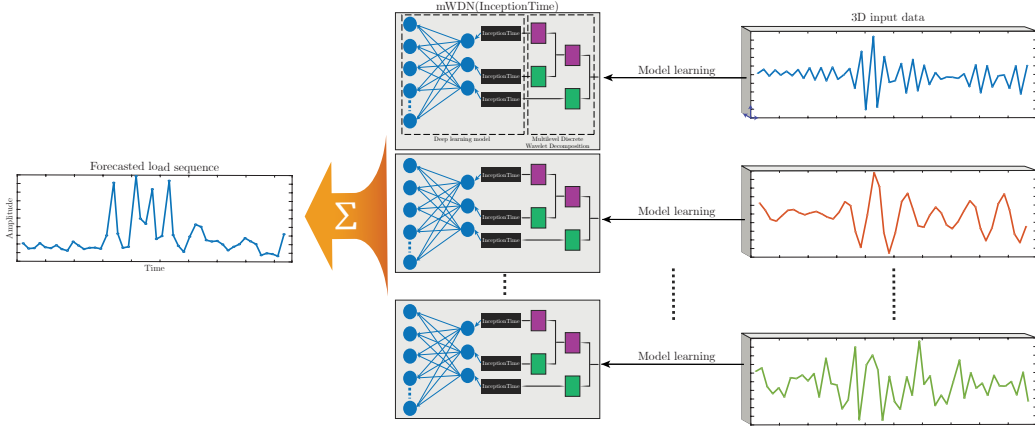 mWDN(InceptionTime)
3D input data
InceptionTime
InceptionTime
InceptionTime
Model learning
Deep learning model
Multilevel Discrete
Wavelet Decomposition
Forecasted load sequence
Amplitude
Time
Σ
InceptionTime
InceptionTime
InceptionTime
Model learning
InceptionTime
InceptionTime
InceptionTime
Model learning